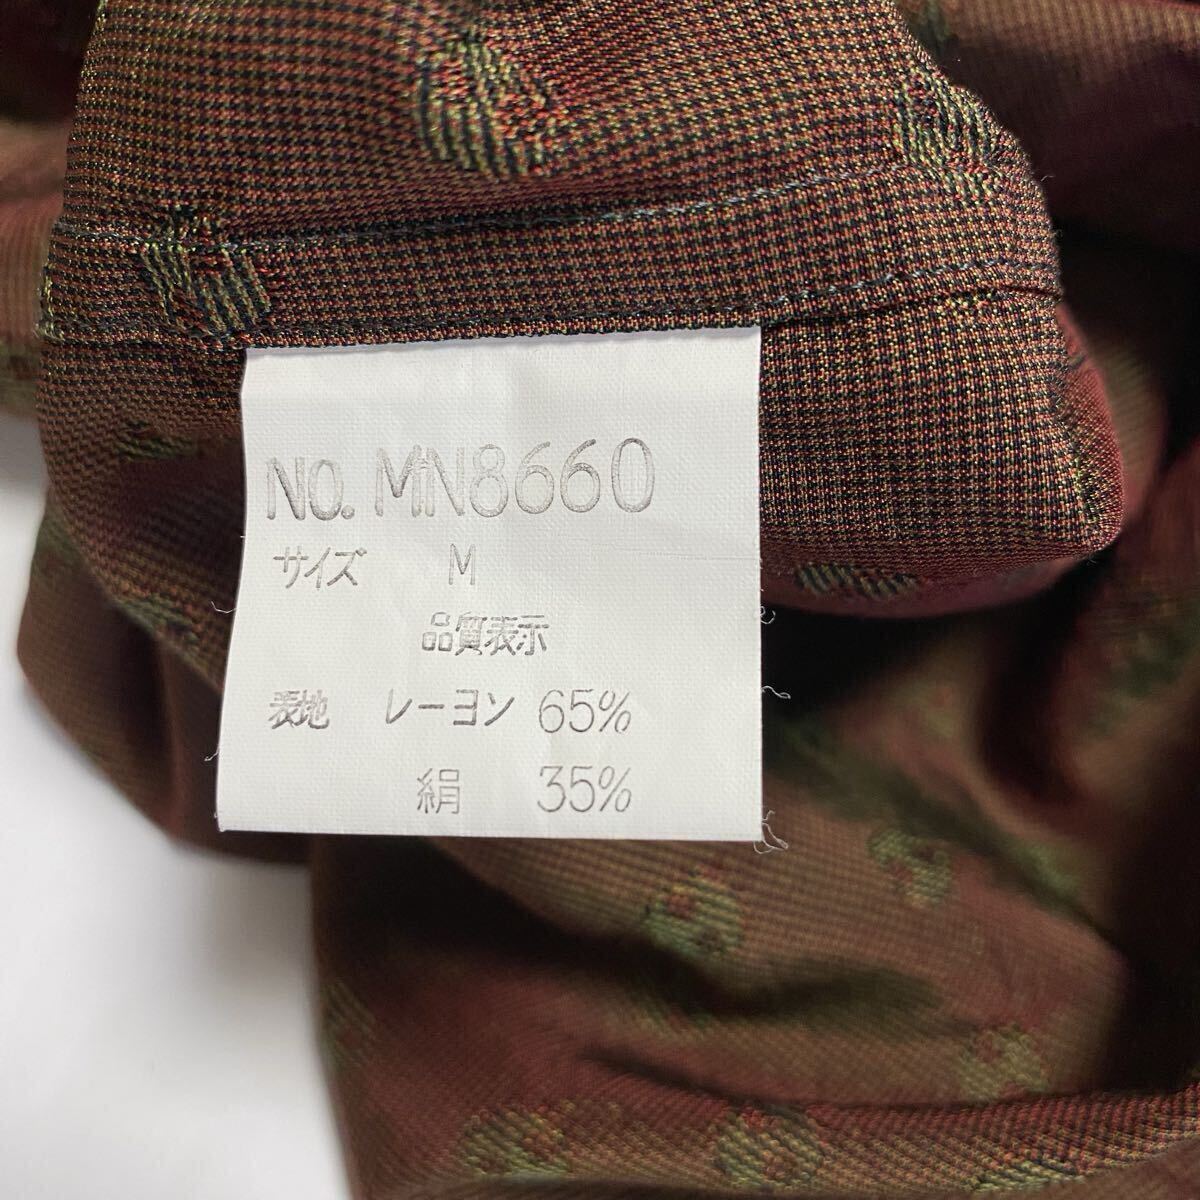 NO. MN8660
サイズ M
品質表示
表地 レーヨン 65%
絹 35%